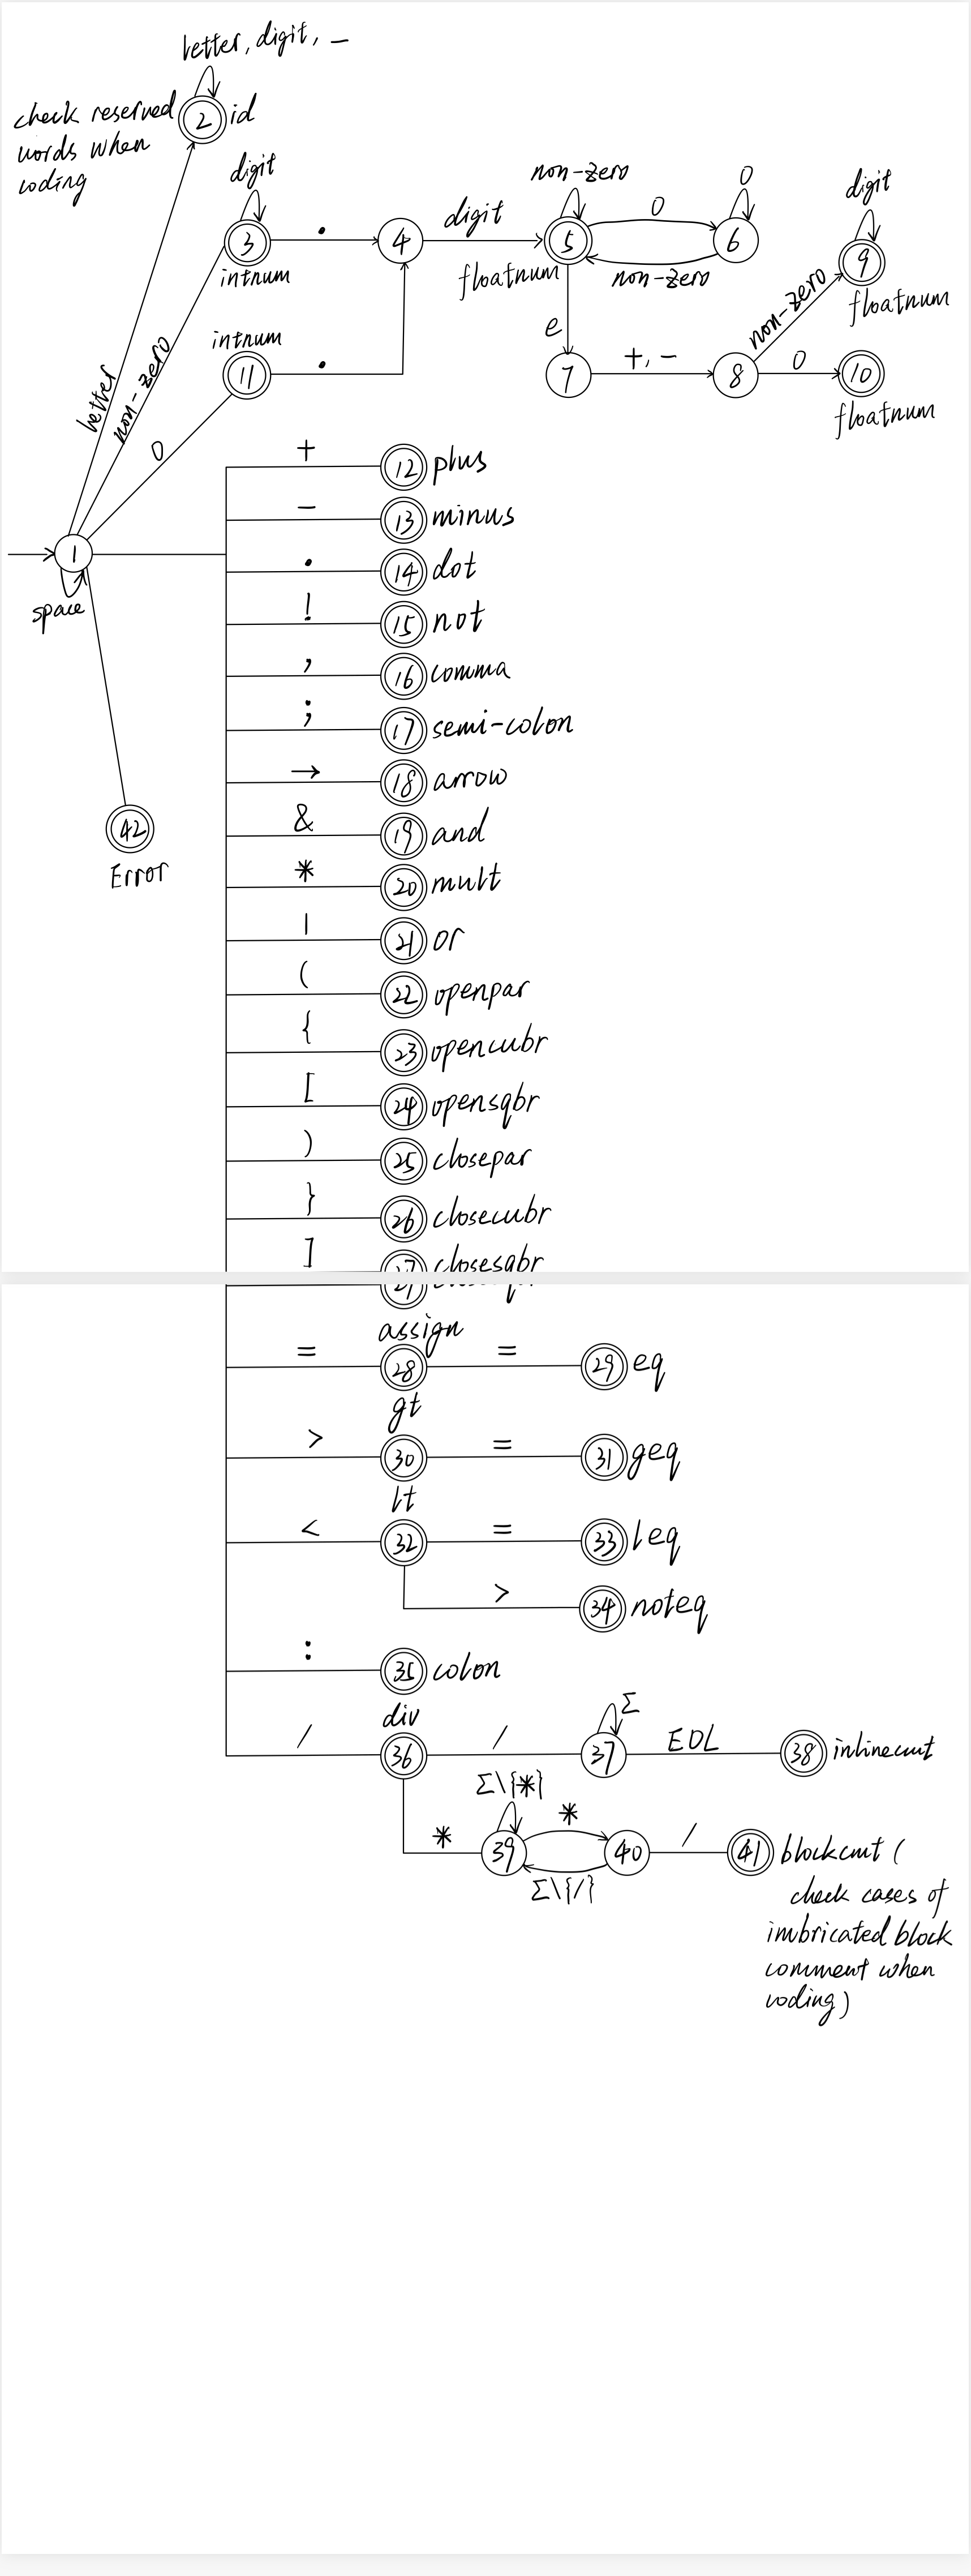 letter, digit, _
check reserved
words when
coding
2 id
digit
3 . 4 digit 5 0 6
intnum
non-zero
floatnum
non-zero
0
digit
9
floatnum
non-zero
intnum
11 .
e
7 +, - 8 0 10
floatnum
letter
non-zero
0
1
space
42
Error
+ 12 plus
- 13 minus
. 14 dot
! 15 not
, 16 comma
; 17 semi-colon
→ 18 arrow
& 19 and
* 20 mult
| 21 or
( 22 openpar
{ 23 opencubr
[ 24 opensqbr
) 25 closepar
} 26 closecubr
] 27 closesqbr
assign
= 28 = 29 eq
gt
> 30 = 31 geq
lt
< 32 = 33 leq
> 34 noteq
: 35 colon
div
/ 36 / 37 EOL 38 inlinecmt
Σ
Σ\{*}
* 39 * 40 / 41 blockcmt (
Σ\{/}
check cases of
imbricated block
comment when
coding)